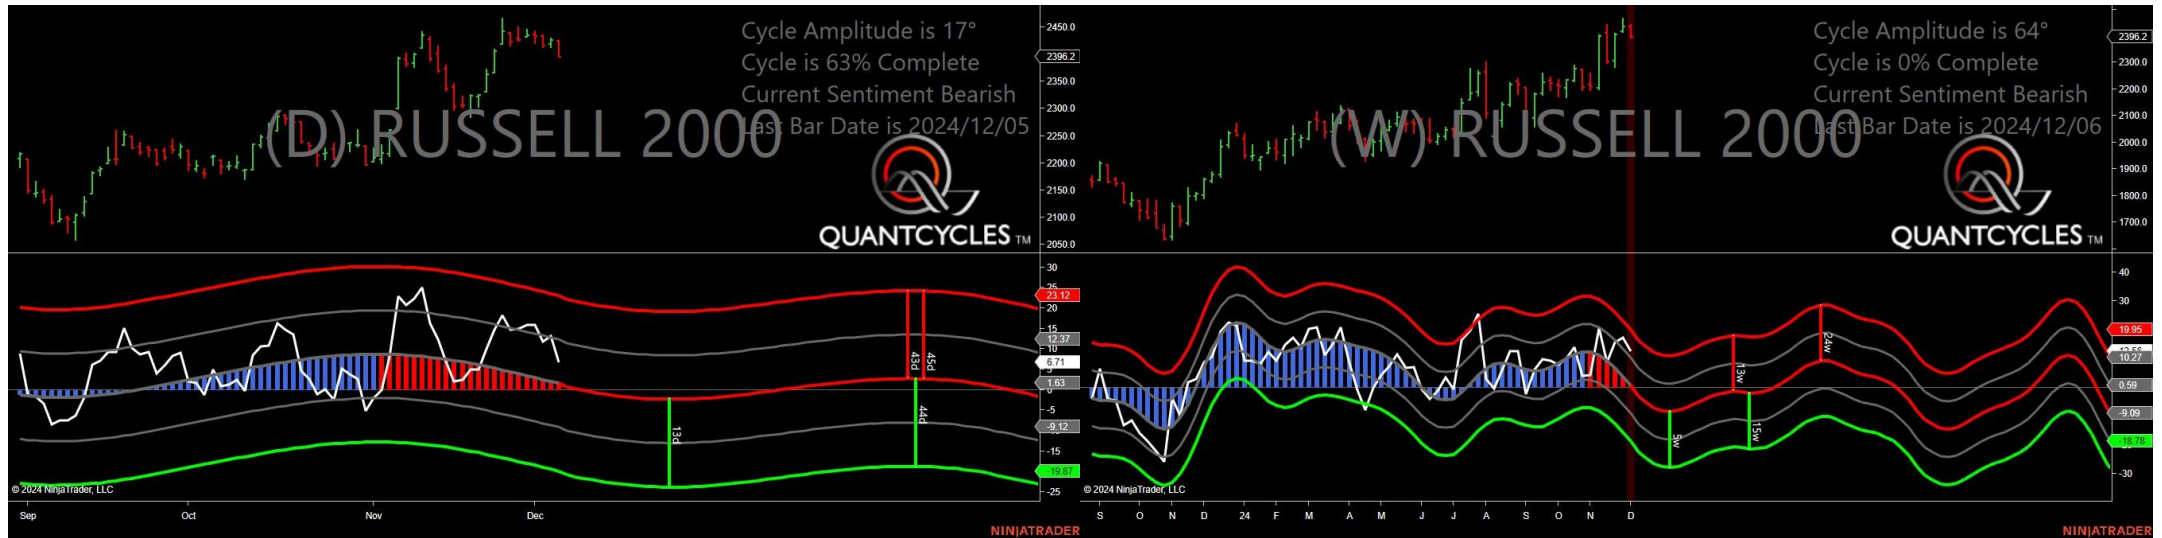 Cycle Amplitude is 17°
Cycle is 63% Complete
Current Sentiment Bearish
Last Bar Date is 2024/12/05
(D) RUSSELL 2000
QUANTCYCLES TM
2450.0
2396.2
2350.0
2300.0
2250.0
2200.0
2150.0
2100.0
2050.0
30
25
23.12
20
15
12.37
10
6.71
5
1.63
0
-5
-9.12
-15
-19.87
-25
13d
43d
45d
44d
© 2024 NinjaTrader, LLC
Sep Oct Nov Dec
NINJATRADER
Cycle Amplitude is 64°
Cycle is 0% Complete
Current Sentiment Bearish
Last Bar Date is 2024/12/06
(W) RUSSELL 2000
QUANTCYCLES TM
2396.2
2300.0
2200.0
2100.0
2000.0
1900.0
1800.0
1700.0
40
30
19.95
10.27
0.59
-9.09
-18.78
-30
5w
13w
15w
24w
© 2024 NinjaTrader, LLC
S O N D 24 F M A M J J A S O N D
NINJATRADER